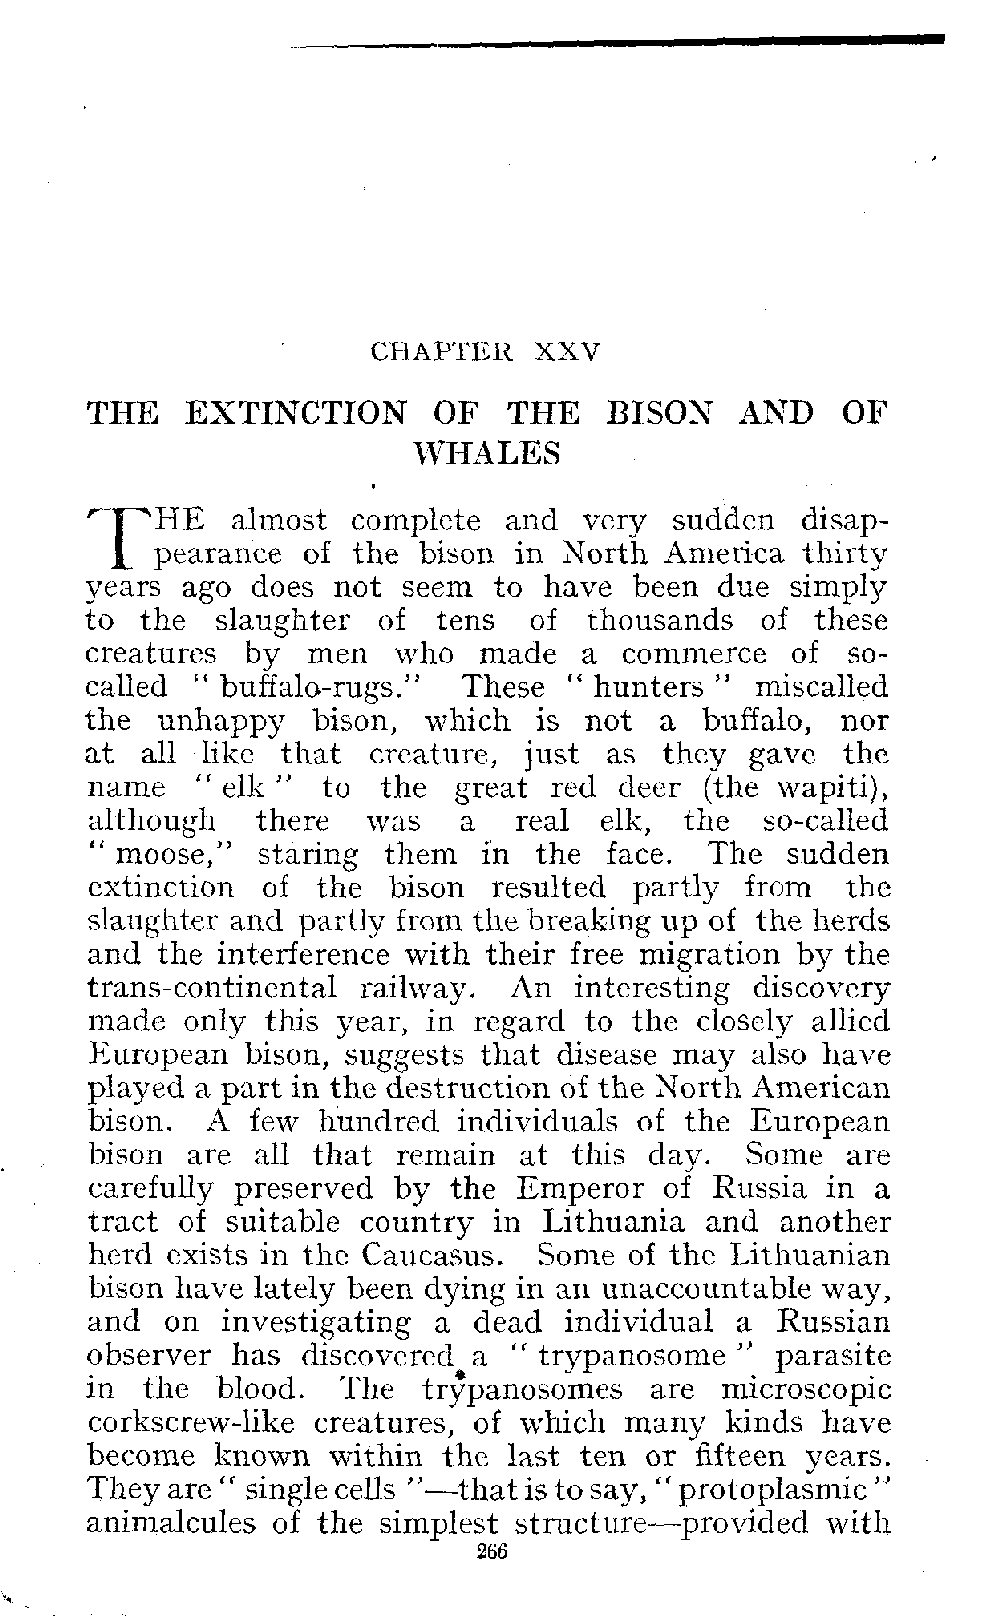 CHAPTER XXV
THE EXTINCTION OF THE BISON AND OF
WHALES
THE almost complete and very sudden disap-
pearance of the bison in North America thirty
years ago does not seem to have been due simply
to the slaughter of tens of thousands of these
creatures by men who made a commerce of so-
called “ buffalo-rugs.” These “ hunters ” miscalled
the unhappy bison, which is not a buffalo, nor
at all like that creature, just as they gave the
name “ elk ” to the great red deer (the wapiti),
although there was a real elk, the so-called
“ moose,” staring them in the face. The sudden
extinction of the bison resulted partly from the
slaughter and partly from the breaking up of the herds
and the interference with their free migration by the
trans-continental railway. An interesting discovery
made only this year, in regard to the closely allied
European bison, suggests that disease may also have
played a part in the destruction of the North American
bison. A few hundred individuals of the European
bison are all that remain at this day. Some are
carefully preserved by the Emperor of Russia in a
tract of suitable country in Lithuania and another
herd exists in the Caucasus. Some of the Lithuanian
bison have lately been dying in an unaccountable way,
and on investigating a dead individual a Russian
observer has discovered a “ trypanosome ” parasite
in the blood. The trypanosomes are microscopic
corkscrew-like creatures, of which many kinds have
become known within the last ten or fifteen years.
They are “ single cells ”—that is to say, “ protoplasmic ”
animalcules of the simplest structure—provided with
266